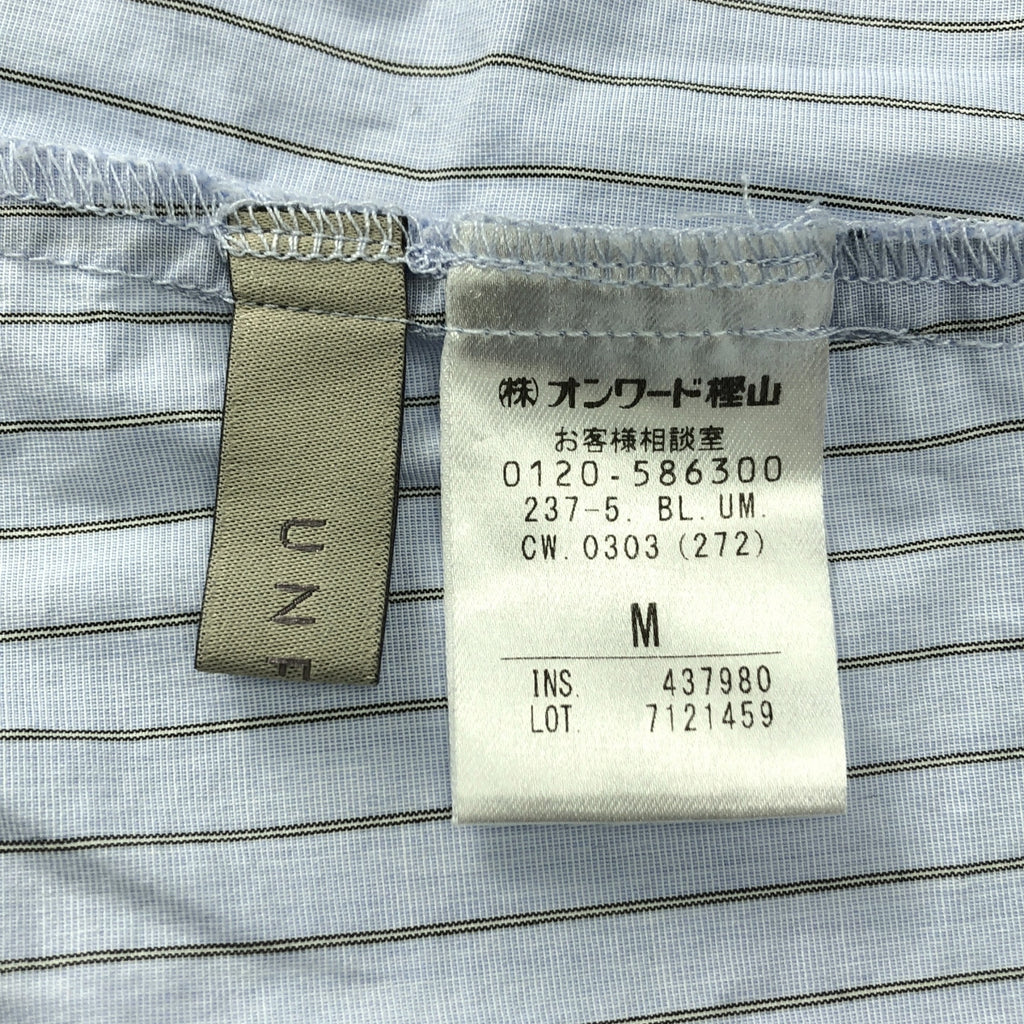 UNF
㈱オンワード樫山
お客様相談室
0120-586300
237-5. BL. UM.
CW. 0303 (272)
M
INS. 437980
LOT. 7121459